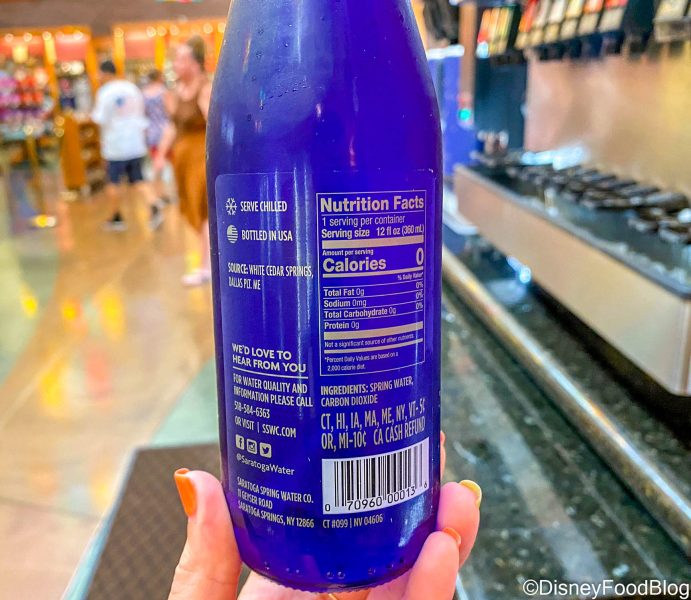 SERVE CHILLED
BOTTLED IN USA
SOURCE: WHITE CEDAR SPRINGS,
DALLAS PLT. ME
WE'D LOVE TO
HEAR FROM YOU
FOR WATER QUALITY AND
INFORMATION PLEASE CALL
518-584-6363
OR VISIT | SSWC.COM
@SaratogaWater
SARATOGA SPRING WATER CO.
11 GEYSER ROAD
SARATOGA SPRINGS, NY 12866
Nutrition Facts
1 serving per container
Serving size 12 fl oz (360 mL)
Amount per serving
Calories 0
% Daily Value*
Total Fat 0g 0%
Sodium 0mg 0%
Total Carbohydrate 0g 0%
Protein 0g
Not a significant source of other nutrients.
*Percent Daily Values are based on a
2,000 calorie diet.
INGREDIENTS: SPRING WATER,
CARBON DIOXIDE
CT, HI, IA, MA, ME, NY, VT- 5¢
OR, MI-10¢ CA CASH REFUND
0 70960 00013 6
CT #099 | NV 04606
©DisneyFoodBlog